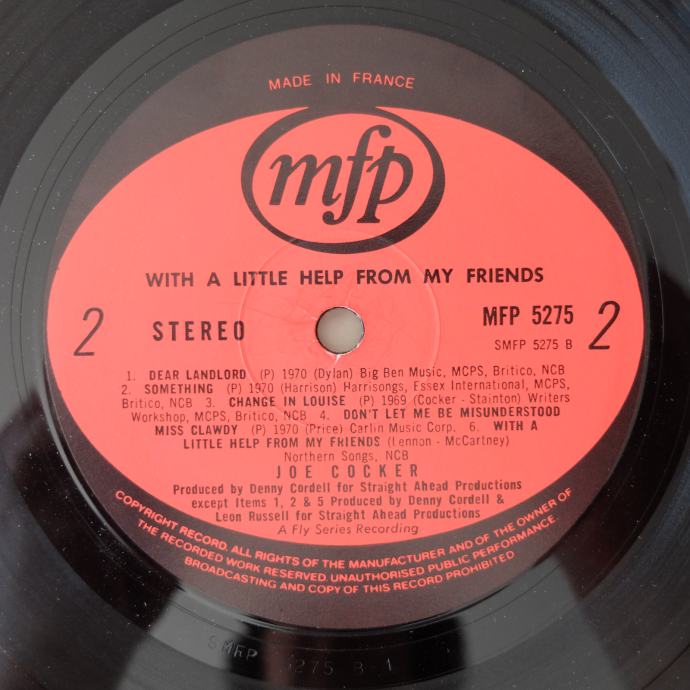 MADE IN FRANCE
mfp
WITH A LITTLE HELP FROM MY FRIENDS
2 STEREO MFP 5275 2
SMFP 5275 B
1. DEAR LANDLORD (P) 1970 (Dylan) Big Ben Music, MCPS, Britico, NCB
2. SOMETHING (P) 1970 (Harrison) Harrisongs, Essex International, MCPS,
Britico, NCB 3. CHANGE IN LOUISE (P) 1969 (Cocker - Stainton) Writers
Workshop, MCPS, Britico, NCB 4. DON'T LET ME BE MISUNDERSTOOD
MISS CLAWDY (P) 1970 (Price) Carlin Music Corp. 6. WITH A
LITTLE HELP FROM MY FRIENDS (Lennon - McCartney)
Northern Songs, NCB
JOE COCKER
Produced by Denny Cordell for Straight Ahead Productions
except Items 1, 2 & 5 Produced by Denny Cordell &
Leon Russell for Straight Ahead Productions
A Fly Series Recording
COPYRIGHT RECORD. ALL RIGHTS OF THE MANUFACTURER AND OF THE OWNER OF
THE RECORDED WORK RESERVED. UNAUTHORISED PUBLIC PERFORMANCE,
BROADCASTING AND COPY OF THIS RECORD PROHIBITED
SMFP 5275 B-1